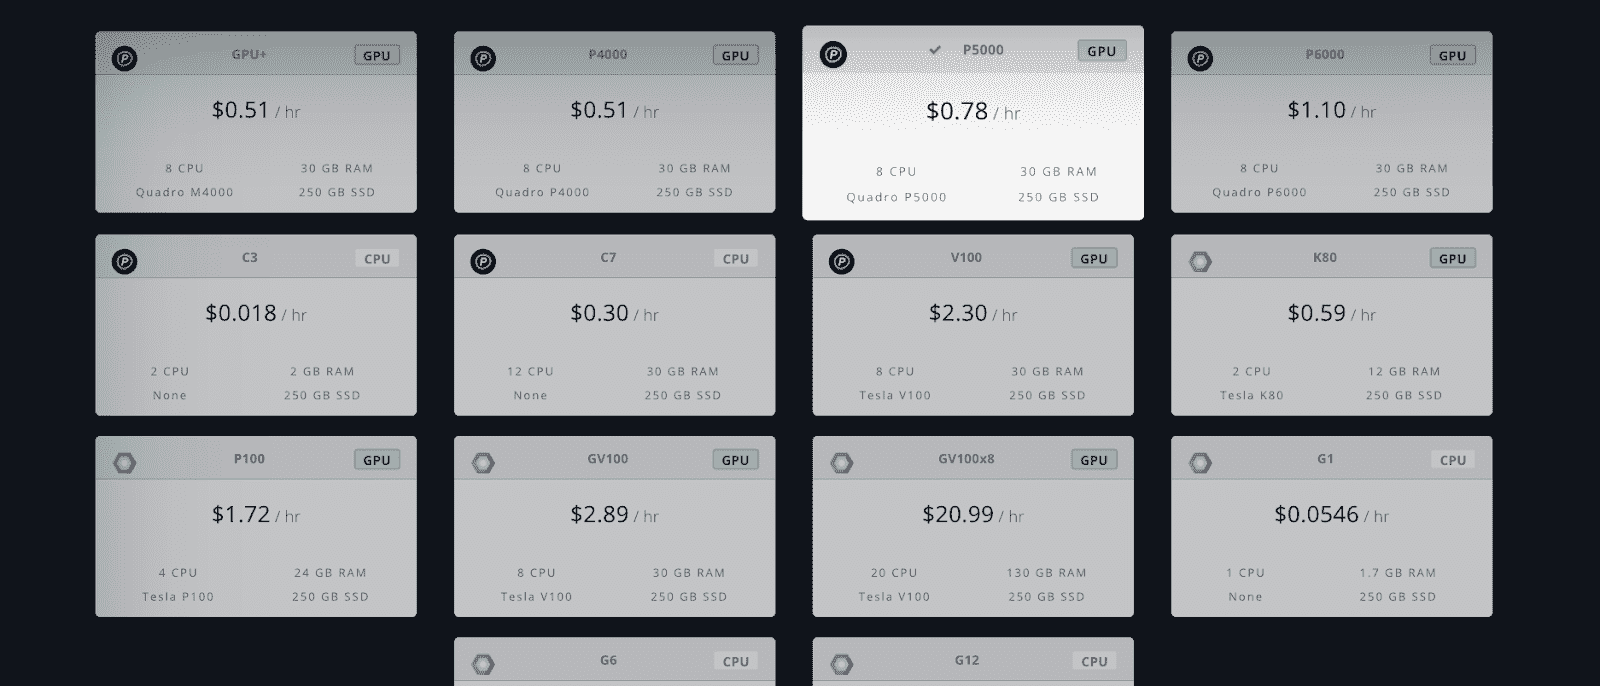 GPU+ GPU
$0.51 / hr
8 CPU 30 GB RAM
Quadro M4000 250 GB SSD
P4000 GPU
$0.51 / hr
8 CPU 30 GB RAM
Quadro P4000 250 GB SSD
✓ P5000 GPU
$0.78 / hr
8 CPU 30 GB RAM
Quadro P5000 250 GB SSD
P6000 GPU
$1.10 / hr
8 CPU 30 GB RAM
Quadro P6000 250 GB SSD
C3 CPU
$0.018 / hr
2 CPU 2 GB RAM
None 250 GB SSD
C7 CPU
$0.30 / hr
12 CPU 30 GB RAM
None 250 GB SSD
V100 GPU
$2.30 / hr
8 CPU 30 GB RAM
Tesla V100 250 GB SSD
K80 GPU
$0.59 / hr
2 CPU 12 GB RAM
Tesla K80 250 GB SSD
P100 GPU
$1.72 / hr
4 CPU 24 GB RAM
Tesla P100 250 GB SSD
GV100 GPU
$2.89 / hr
8 CPU 30 GB RAM
Tesla V100 250 GB SSD
GV100x8 GPU
$20.99 / hr
20 CPU 130 GB RAM
Tesla V100 250 GB SSD
G1 CPU
$0.0546 / hr
1 CPU 1.7 GB RAM
None 250 GB SSD
G6 CPU
G12 CPU